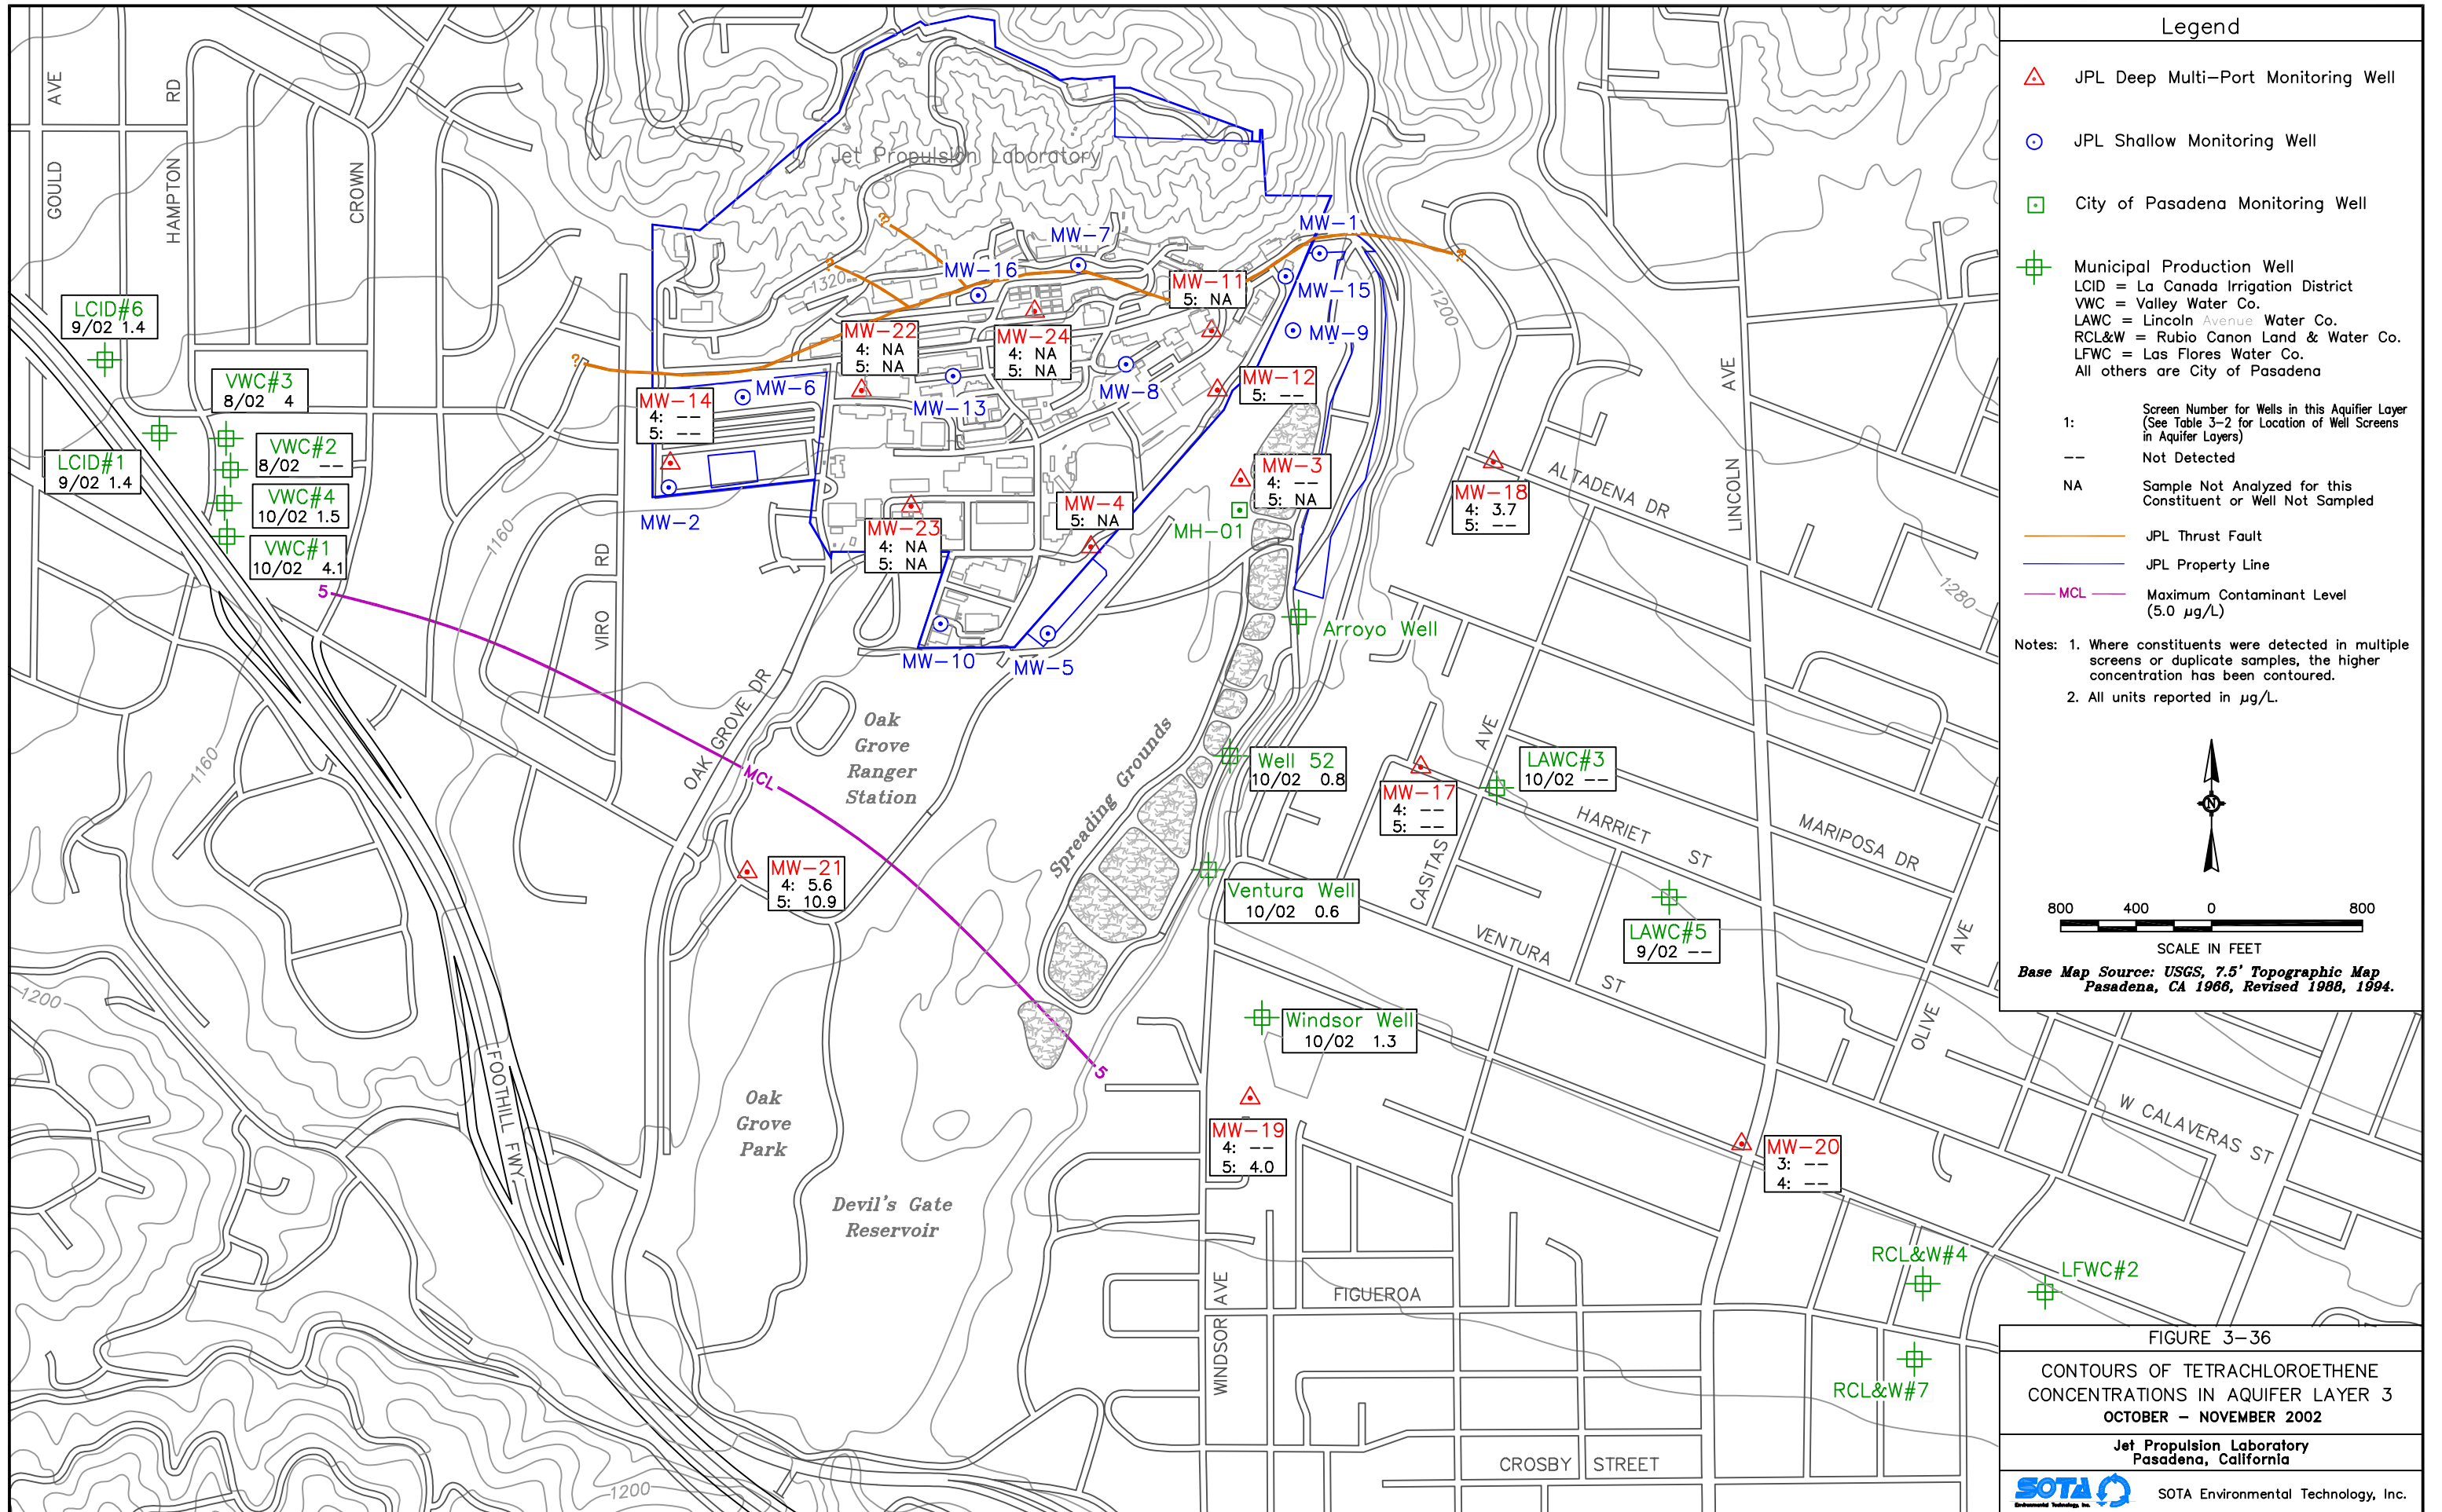 GOULD
AVE
HAMPTON
RD
CROWN
Jet Propulsion Laboratory
1320
1200
1160
1160
1200
1200
1280
?
?
?
?
LCID#6
9/02 1.4
VWC#3
8/02 4
LCID#1
9/02 1.4
VWC#2
8/02 --
VWC#4
10/02 1.5
VWC#1
10/02 4.1
5
MCL
5
MW-1
MW-7
MW-16
MW-11
5: NA
MW-15
MW-9
MW-22
4: NA
5: NA
MW-24
4: NA
5: NA
MW-6
MW-13
MW-8
MW-12
5: --
MW-14
4: --
5: --
MW-2
MW-23
4: NA
5: NA
MW-4
5: NA
MW-3
4: --
5: NA
MH-01
MW-18
4: 3.7
5: --
MW-10
MW-5
Arroyo Well
VIRO
RD
OAK GROVE DR
Oak
Grove
Ranger
Station
Spreading Grounds
Well 52
10/02 0.8
MW-17
4: --
5: --
LAWC#3
10/02 --
LAWC#5
9/02 --
MW-21
4: 5.6
5: 10.9
Ventura Well
10/02 0.6
Windsor Well
10/02 1.3
MW-19
4: --
5: 4.0
MW-20
3: --
4: --
RCL&W#4
LFWC#2
RCL&W#7
ALTADENA DR
LINCOLN
AVE
CASITAS
AVE
HARRIET ST
MARIPOSA DR
VENTURA ST
OLIVE
AVE
W CALAVERAS ST
FOOTHILL FWY
Oak
Grove
Park
Devil's Gate
Reservoir
WINDSOR
AVE
FIGUEROA
CROSBY STREET
Legend
JPL Deep Multi-Port Monitoring Well
JPL Shallow Monitoring Well
City of Pasadena Monitoring Well
Municipal Production Well
LCID = La Canada Irrigation District
VWC = Valley Water Co.
LAWC = Lincoln Avenue Water Co.
RCL&W = Rubio Canon Land & Water Co.
LFWC = Las Flores Water Co.
All others are City of Pasadena
1: Screen Number for Wells in this Aquifier Layer
(See Table 3-2 for Location of Well Screens
in Aquifer Layers)
-- Not Detected
NA Sample Not Analyzed for this
Constituent or Well Not Sampled
JPL Thrust Fault
JPL Property Line
MCL Maximum Contaminant Level
(5.0 µg/L)
Notes: 1. Where constituents were detected in multiple
screens or duplicate samples, the higher
concentration has been contoured.
2. All units reported in µg/L.
N
800 400 0 800
SCALE IN FEET
Base Map Source: USGS, 7.5' Topographic Map
Pasadena, CA 1966, Revised 1988, 1994.
FIGURE 3-36
CONTOURS OF TETRACHLOROETHENE
CONCENTRATIONS IN AQUIFER LAYER 3
OCTOBER - NOVEMBER 2002
Jet Propulsion Laboratory
Pasadena, California
SOTA
Environmental Technology, Inc.
SOTA Environmental Technology, Inc.